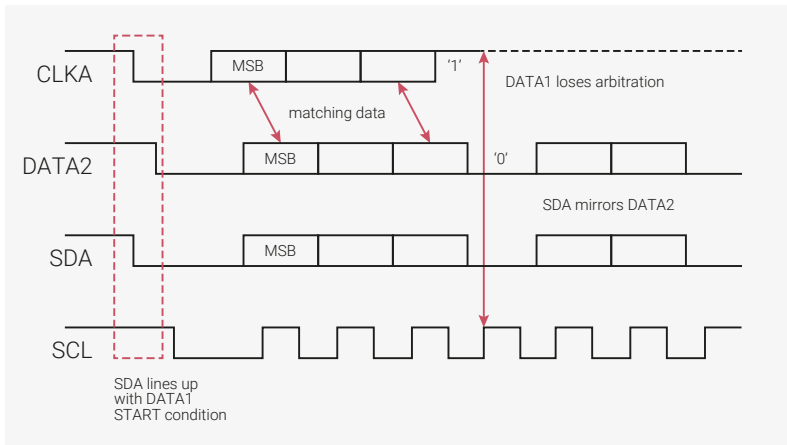 CLKA
MSB
‘1’
DATA1 loses arbitration
matching data
DATA2
MSB
‘0’
SDA mirrors DATA2
SDA
MSB
SCL
SDA lines up
with DATA1
START condition